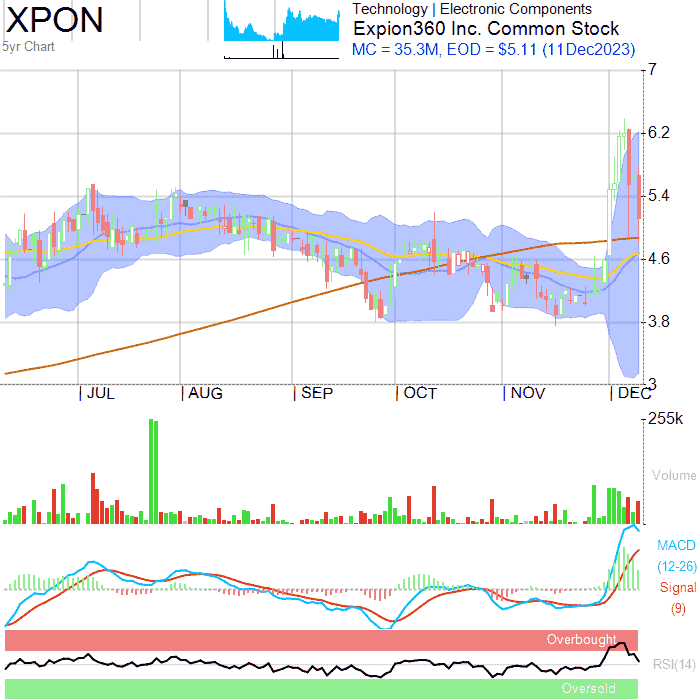 XPON
5yr Chart
Technology | Electronic Components
Expion360 Inc. Common Stock
MC = 35.3M, EOD = $5.11 (11Dec2023)
7
6.2
5.4
4.6
3.8
3
JUL AUG SEP OCT NOV DEC
255k
Volume
MACD
(12-26)
Signal
(9)
Overbought
RSI(14)
Oversold